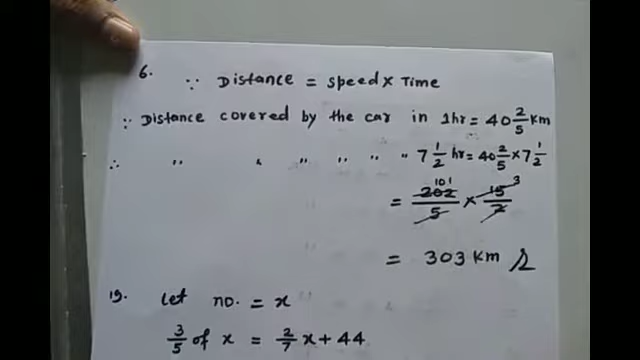 6. ∵ Distance = Speed × Time
∵ Distance covered by the car in 1hr = 40 2/5 km
∴ " " " " " " 7 1/2 hr = 40 2/5 × 7 1/2
= 202/5 × 15/2 101 3
= 303 km
19. Let no. = x
3/5 of x = 2/7 x + 44